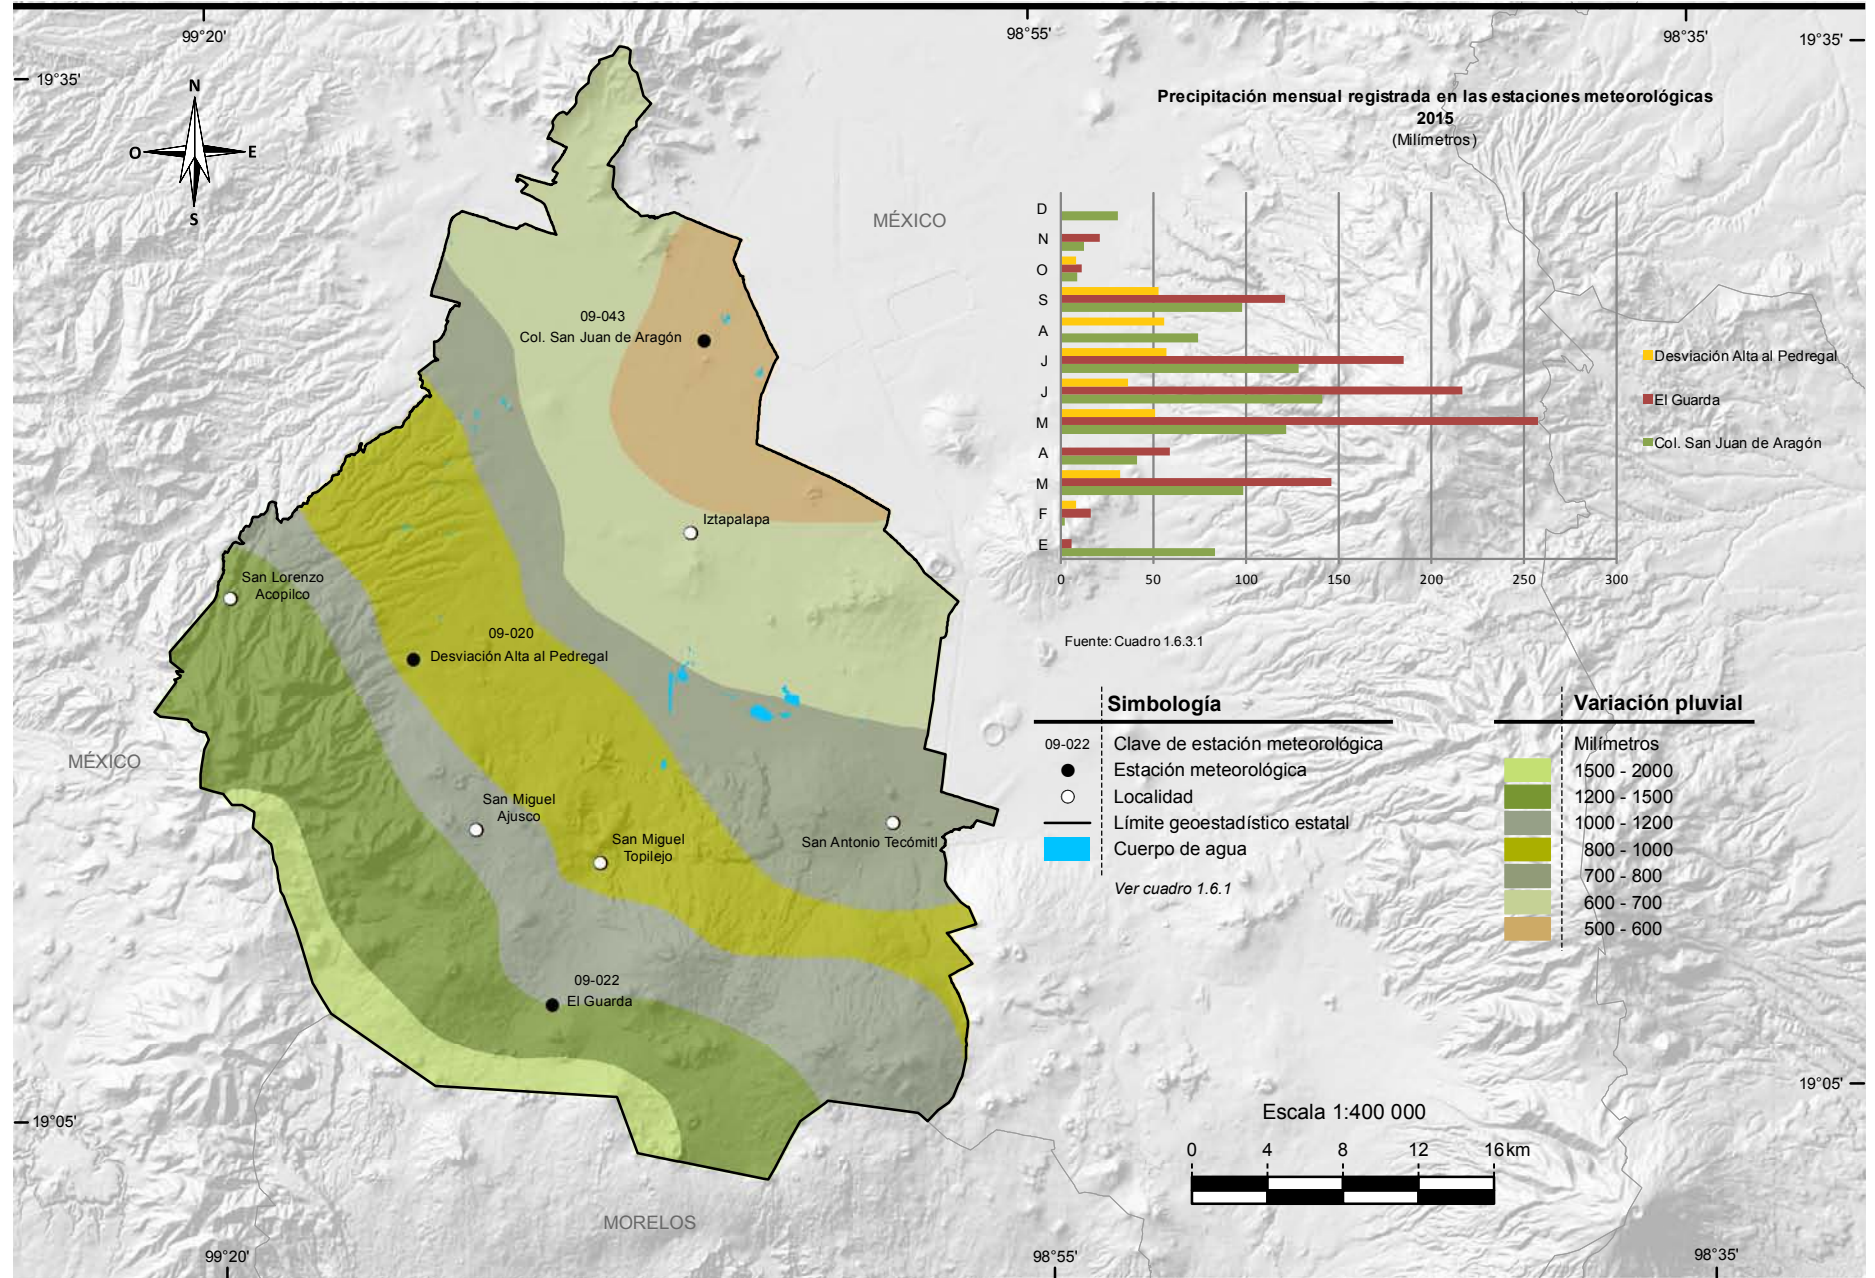 99°20'
98°55'
98°35'
19°35'
19°35'
N
O
E
S
Precipitación mensual registrada en las estaciones meteorológicas
2015
(Milímetros)
MÉXICO
D
N
O
S
A
J
J
M
A
M
F
E
0
50
100
150
200
250
300
Desviación Alta al Pedregal
El Guarda
Col. San Juan de Aragón
Fuente: Cuadro 1.6.3.1
09-043
Col. San Juan de Aragón
Iztapalapa
San Lorenzo
Acopilco
09-020
Desviación Alta al Pedregal
MÉXICO
San Miguel
Ajusco
San Miguel
Topilejo
San Antonio Tecómitl
09-022
El Guarda
Simbología
09-022 Clave de estación meteorológica
Estación meteorológica
Localidad
Límite geoestadístico estatal
Cuerpo de agua
Ver cuadro 1.6.1
Variación pluvial
Milímetros
1500 - 2000
1200 - 1500
1000 - 1200
800 - 1000
700 - 800
600 - 700
500 - 600
19°05'
19°05'
Escala 1:400 000
0 4 8 12 16 km
MORELOS
99°20'
98°55'
98°35'